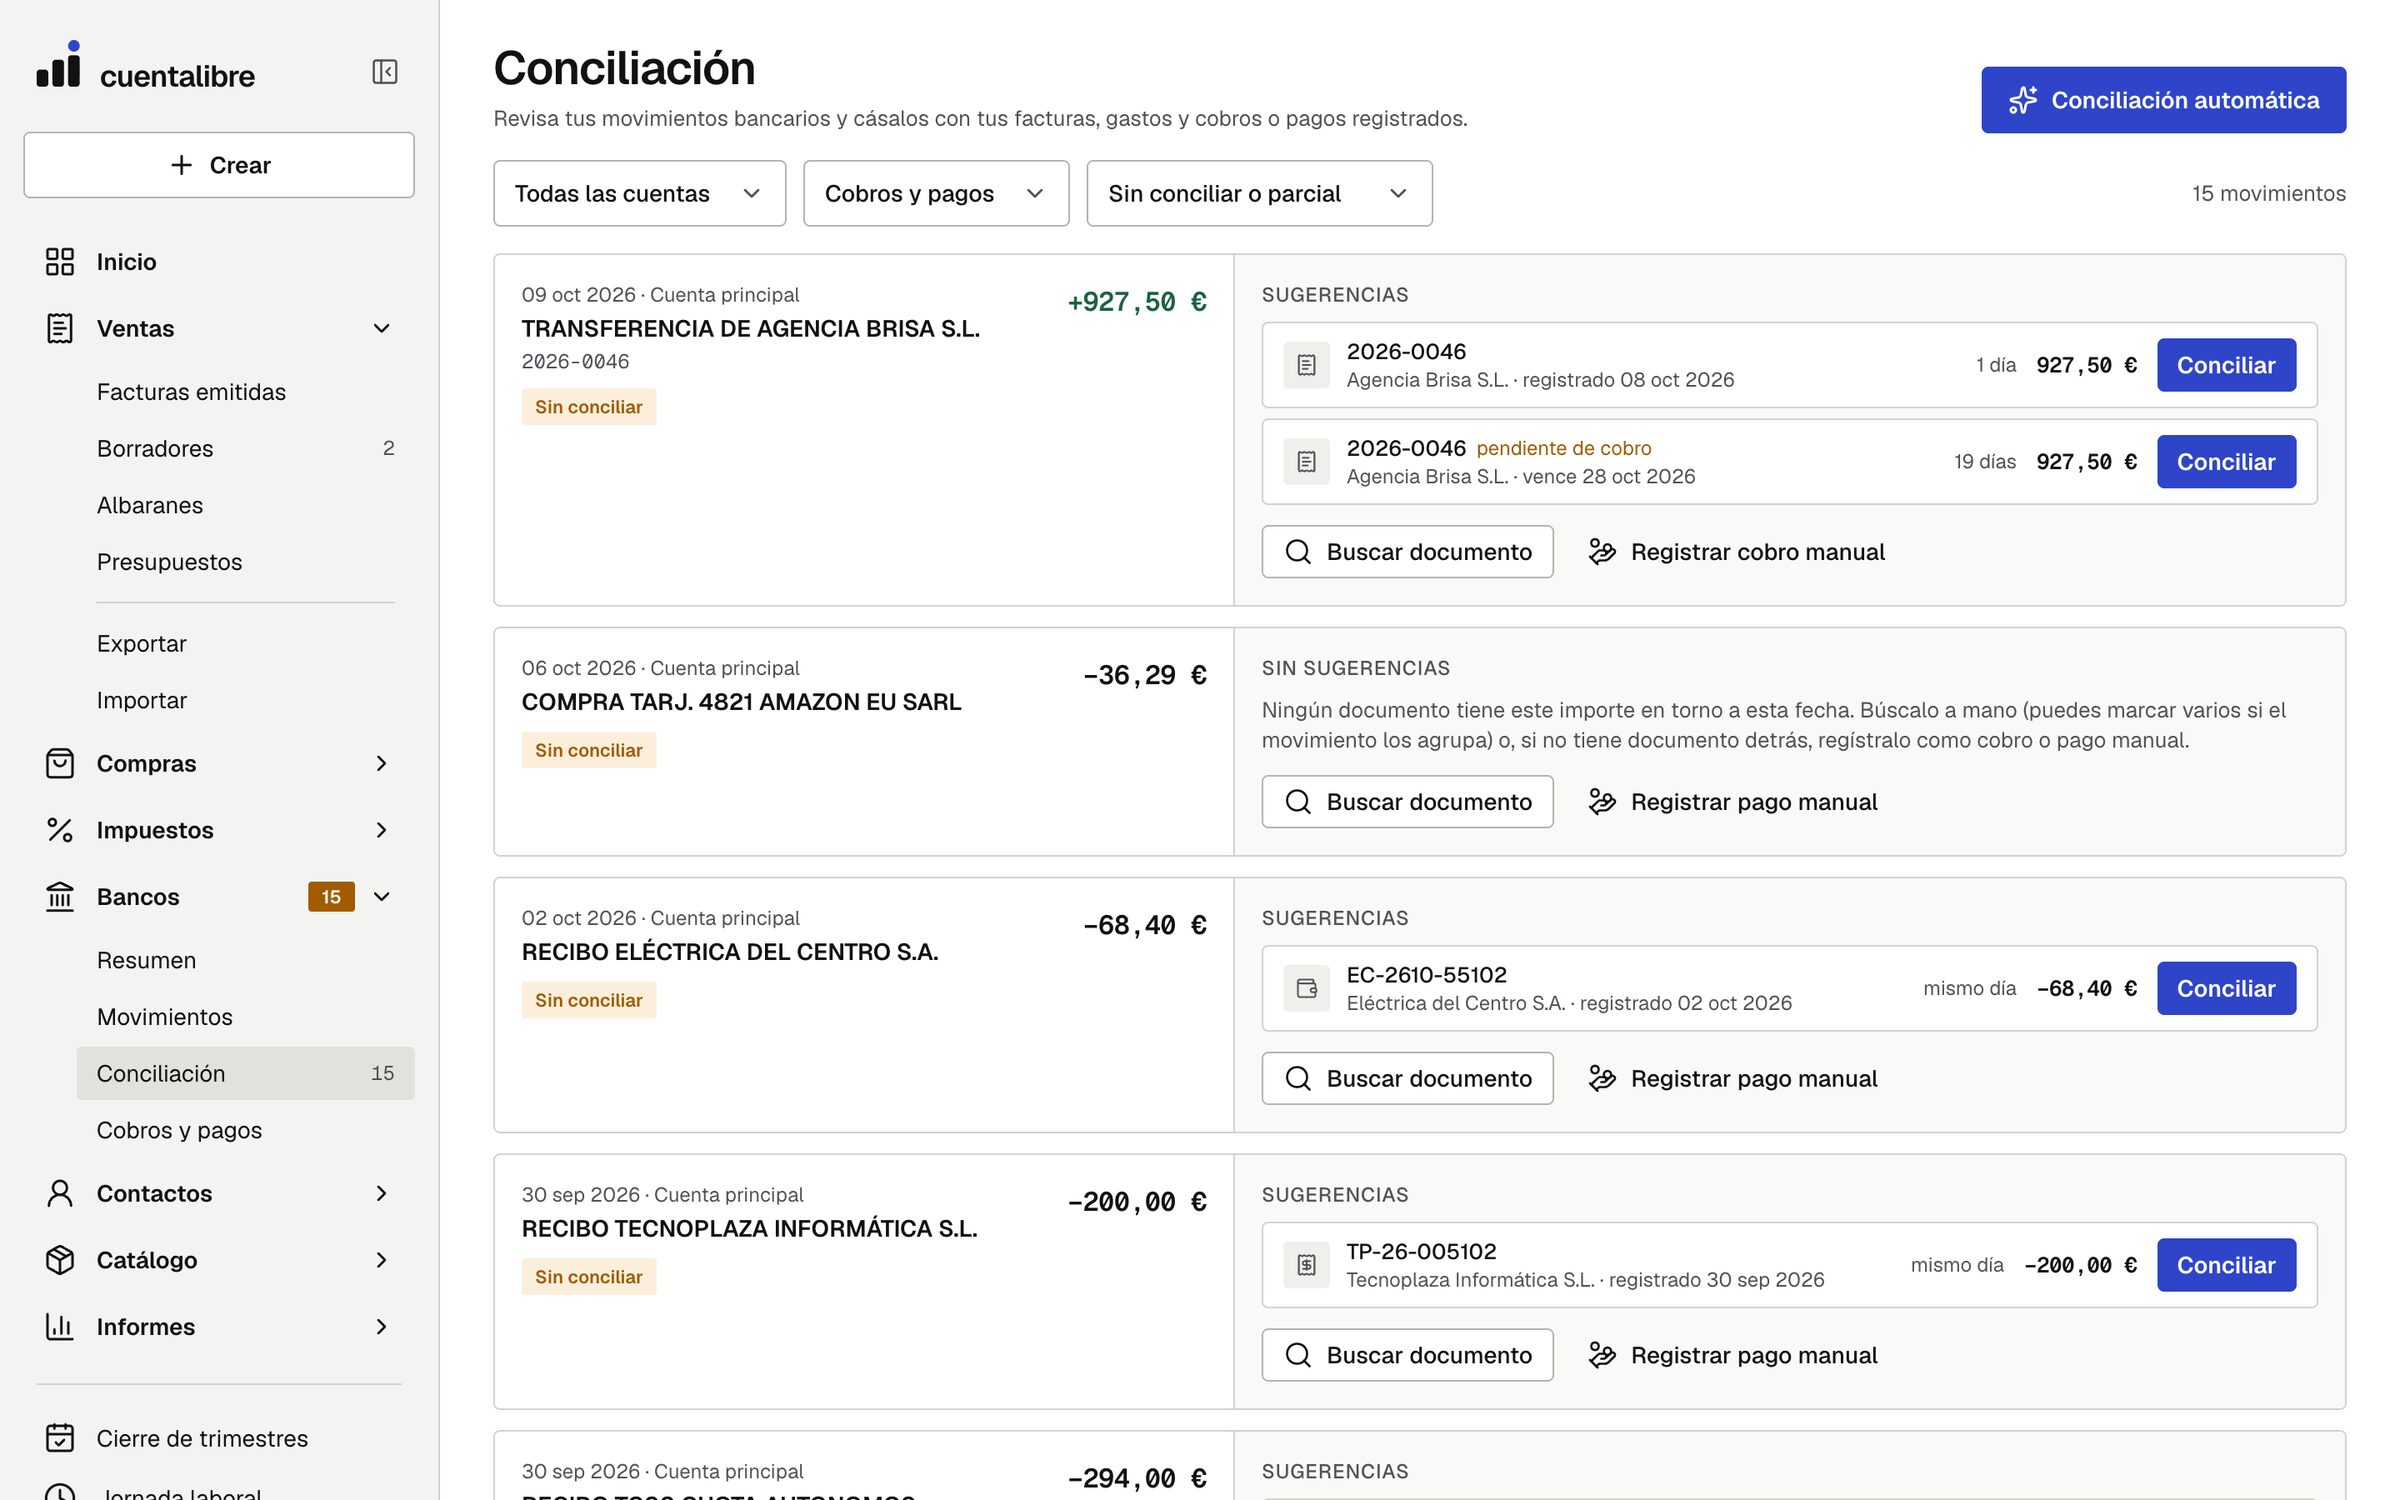 cuentalibre
Crear
Inicio
Ventas
Facturas emitidas
Borradores 2
Albaranes
Presupuestos
Exportar
Importar
Compras
Impuestos
Bancos 15
Resumen
Movimientos
Conciliación 15
Cobros y pagos
Contactos
Catálogo
Informes
Cierre de trimestres
Jornada laboral
Conciliación
Revisa tus movimientos bancarios y cásalos con tus facturas, gastos y cobros o pagos registrados.
Conciliación automática
Todas las cuentas
Cobros y pagos
Sin conciliar o parcial
15 movimientos
09 oct 2026 · Cuenta principal
+927,50 €
TRANSFERENCIA DE AGENCIA BRISA S.L.
2026-0046
Sin conciliar
SUGERENCIAS
2026-0046
Agencia Brisa S.L. · registrado 08 oct 2026
1 día 927,50 € Conciliar
2026-0046 pendiente de cobro
Agencia Brisa S.L. · vence 28 oct 2026
19 días 927,50 € Conciliar
Buscar documento
Registrar cobro manual
06 oct 2026 · Cuenta principal
−36,29 €
COMPRA TARJ. 4821 AMAZON EU SARL
Sin conciliar
SIN SUGERENCIAS
Ningún documento tiene este importe en torno a esta fecha. Búscalo a mano (puedes marcar varios si el
movimiento los agrupa) o, si no tiene documento detrás, regístralo como cobro o pago manual.
Buscar documento
Registrar pago manual
02 oct 2026 · Cuenta principal
−68,40 €
RECIBO ELÉCTRICA DEL CENTRO S.A.
Sin conciliar
SUGERENCIAS
EC-2610-55102
Eléctrica del Centro S.A. · registrado 02 oct 2026
mismo día −68,40 € Conciliar
Buscar documento
Registrar pago manual
30 sep 2026 · Cuenta principal
−200,00 €
RECIBO TECNOPLAZA INFORMÁTICA S.L.
Sin conciliar
SUGERENCIAS
TP-26-005102
Tecnoplaza Informática S.L. · registrado 30 sep 2026
mismo día −200,00 € Conciliar
Buscar documento
Registrar pago manual
30 sep 2026 · Cuenta principal
−294,00 €
RECIBO TGSS CUOTA AUTONOMOS
SUGERENCIAS